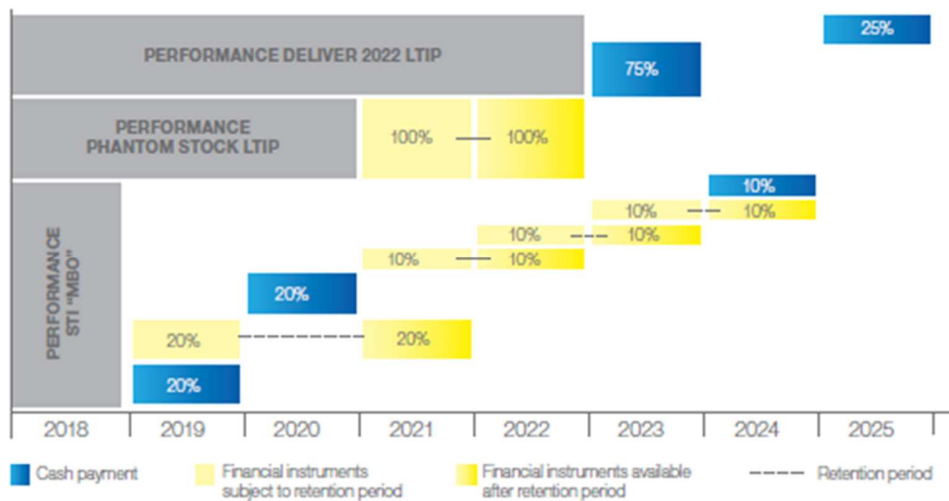 25%
PERFORMANCE DELIVER 2022 LTIP
75%
PERFORMANCE
PHANTOM STOCK LTIP
100% 100%
10%
10% 10%
10% 10%
10% 10%
PERFORMANCE
STI "MBO"
20%
20% 20%
20%
2018 2019 2020 2021 2022 2023 2024 2025
Cash payment
Financial instruments
subject to retention period
Financial instruments available
after retention period
Retention period